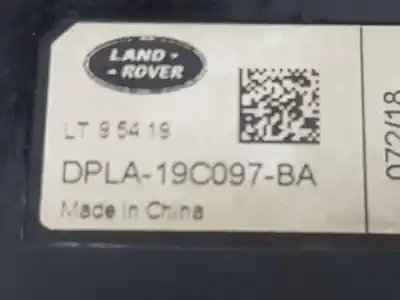 LAND-
-ROVER
LT 9 54 19
DPLA-19C097-BA
Made in China
072/18